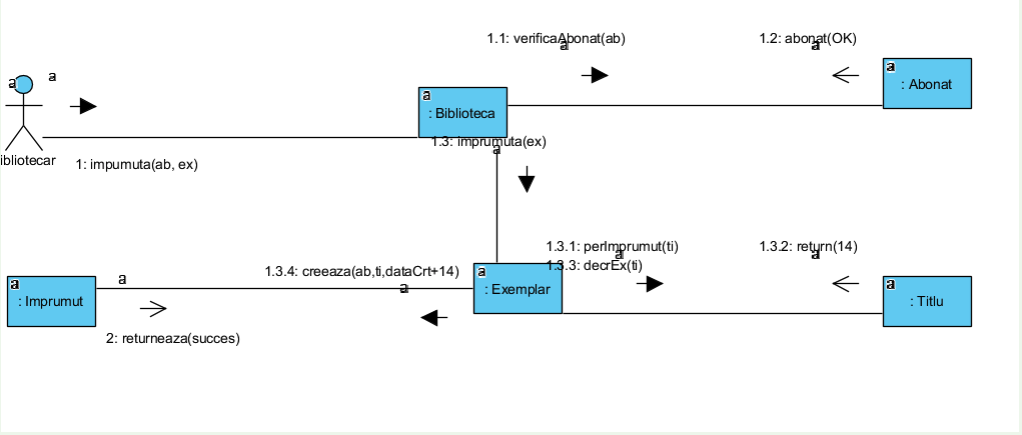 1.1: verificaAbonat(ab)
a
1.2: abonat(OK)
a
a
a
a
: Abonat
a
: Biblioteca
1.3: imprumuta(ex)
a
ibliotecar
1: impumuta(ab, ex)
1.3.1: perImprumut(ti)
a
1.3.3: decrEx(ti)
1.3.2: return(14)
a
1.3.4: creeaza(ab,ti,dataCrt+14)
a
a
: Exemplar
a
: Imprumut
a
a
: Titlu
2: returneaza(succes)